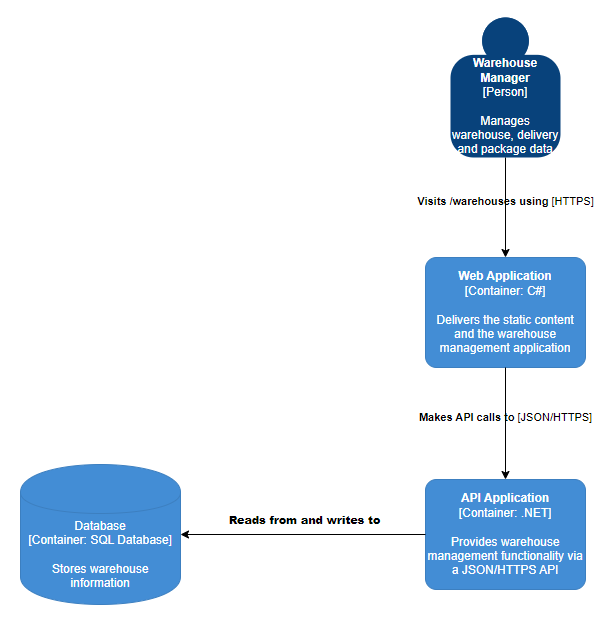 Warehouse
Manager
[Person]
Manages
warehouse, delivery
and package data
Visits /warehouses using [HTTPS]
Web Application
[Container: C#]
Delivers the static content
and the warehouse
management application
Makes API calls to [JSON/HTTPS]
API Application
[Container: .NET]
Provides warehouse
management functionality via
a JSON/HTTPS API
Reads from and writes to
Database
[Container: SQL Database]
Stores warehouse
information